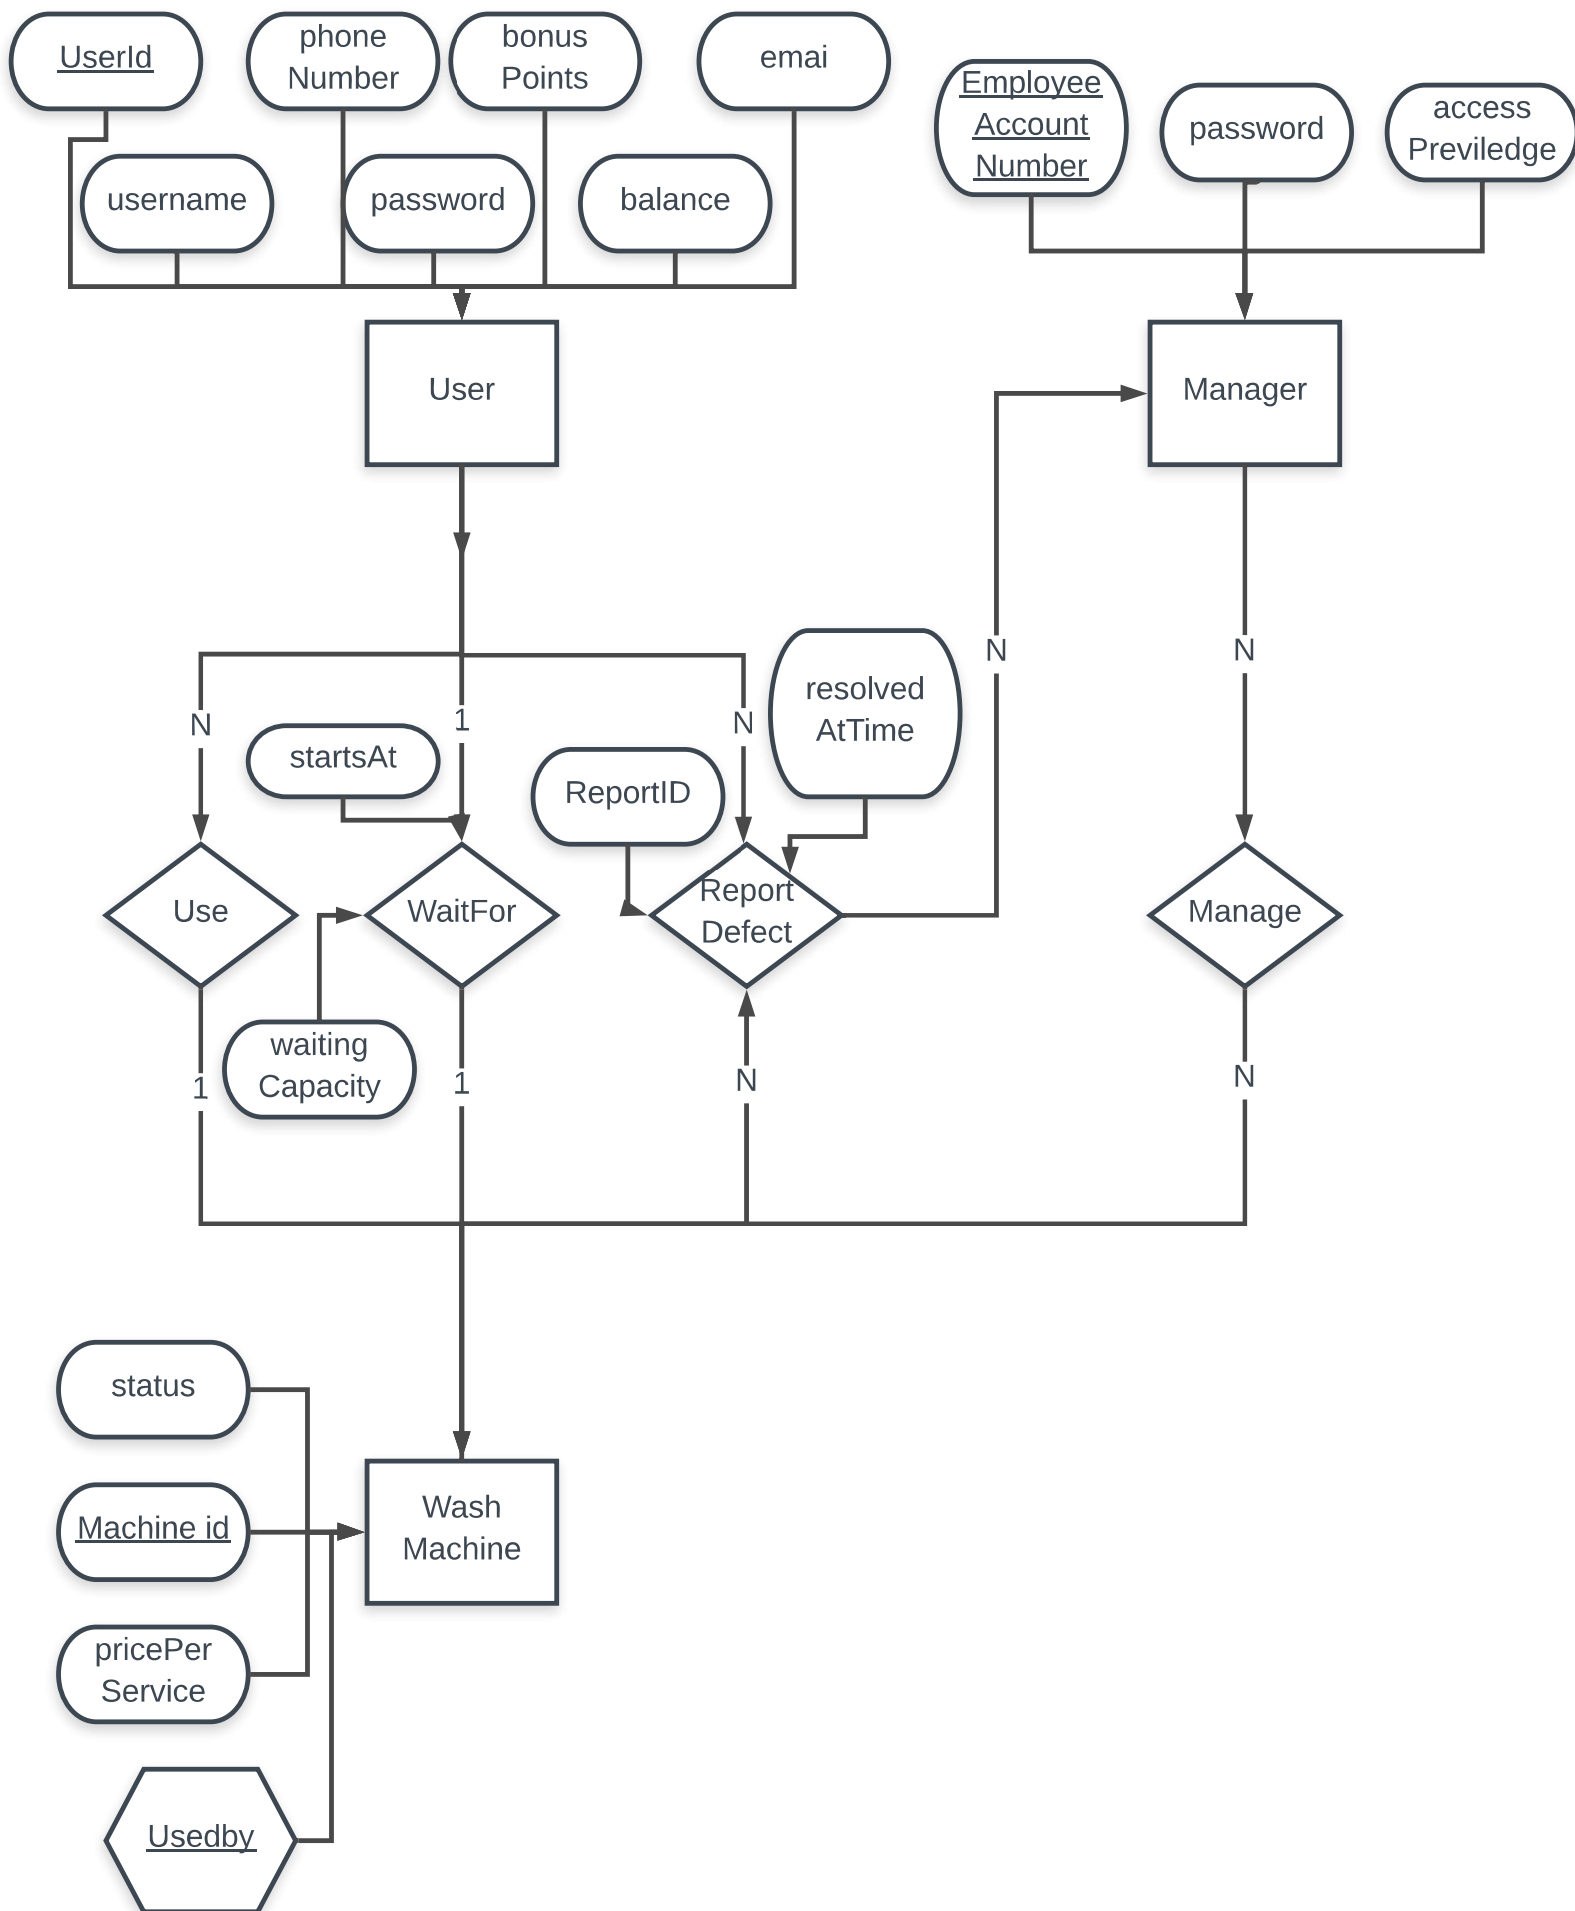 UserId
phone
Number
bonus
Points
emai
Employee
Account
Number
password
access
Previledge
username
password
balance
User
Manager
N
1
N
N
N
startsAt
ReportID
resolved
AtTime
Use
WaitFor
Report
Defect
Manage
waiting
Capacity
1
1
N
N
status
Machine id
pricePer
Service
Wash
Machine
Usedby